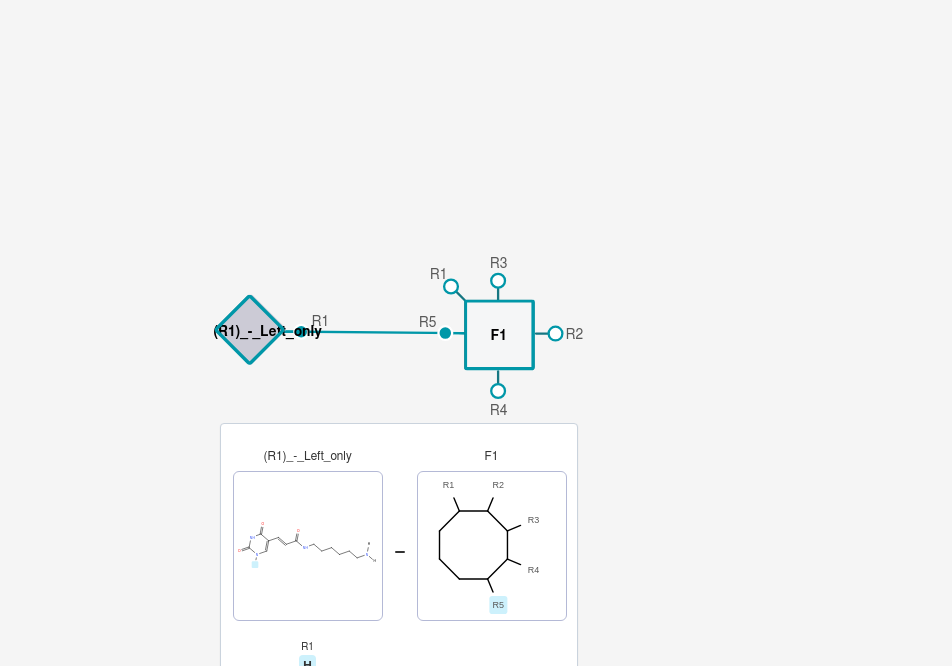 R3
R1
R1
R5
(R1)_-_Left_only
F1
R2
R4
(R1)_-_Left_only
F1
R1
R2
R3
R4
R5
–
R1
H